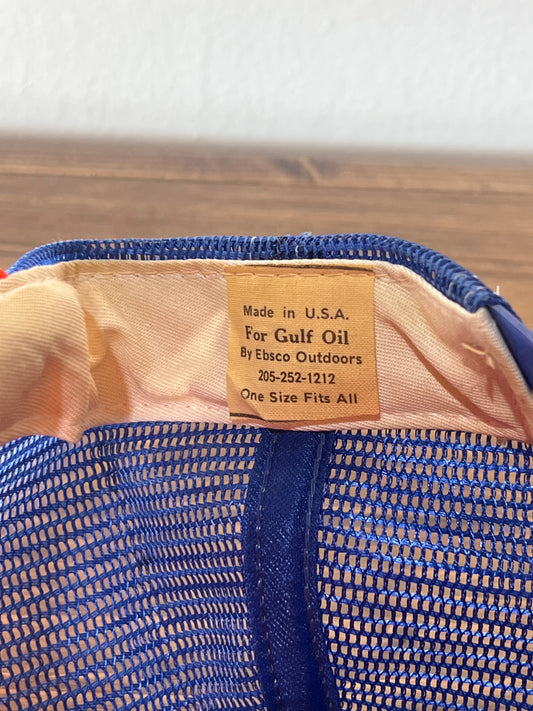 Made in U.S.A.
For Gulf Oil
By Ebsco Outdoors
205-252-1212
One Size Fits All